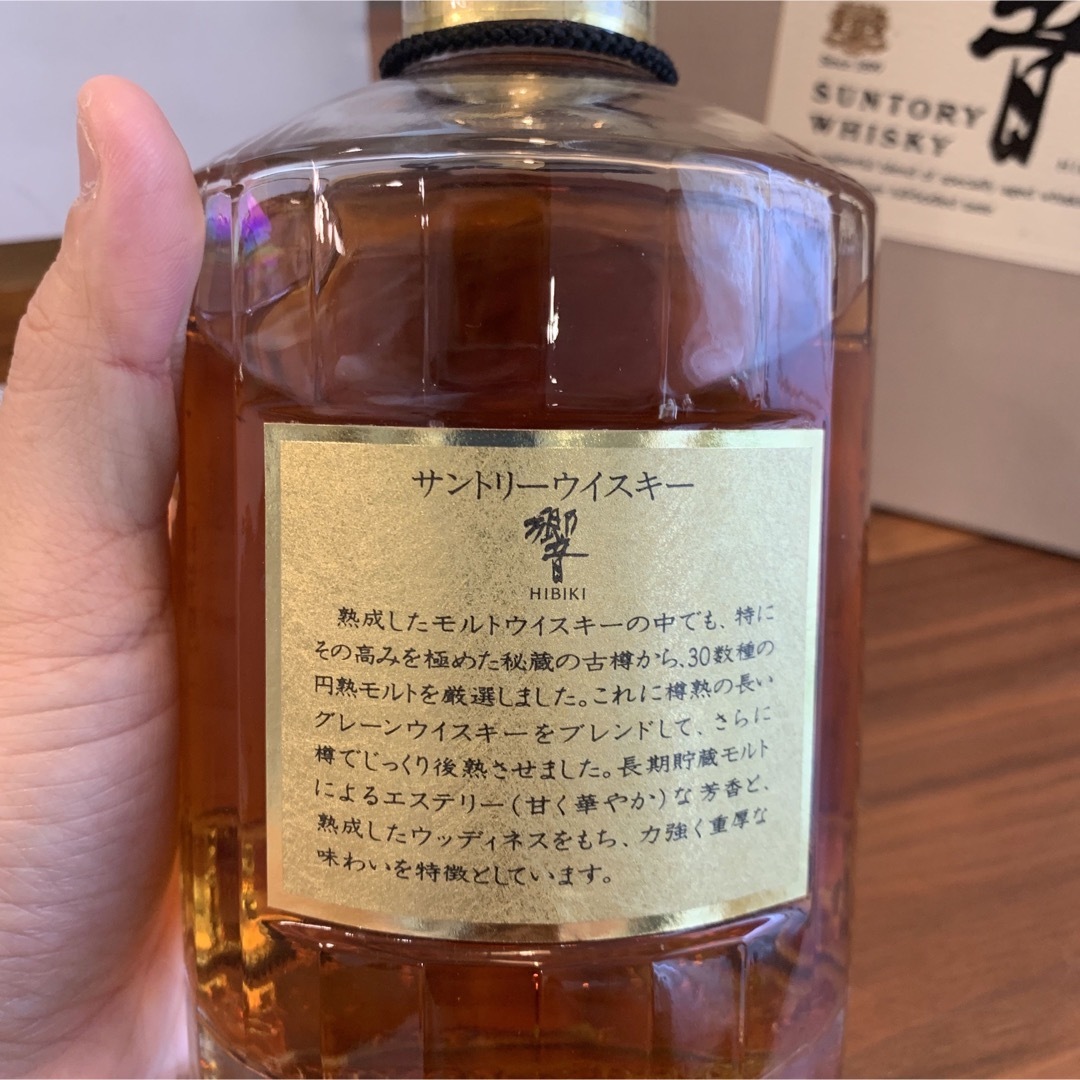 サントリーウイスキー
響
HIBIKI
熟成したモルトウイスキーの中でも、特に
その高みを極めた秘蔵の古樽から、30数種の
円熟モルトを厳選しました。これに樽熟の長い
グレーンウイスキーをブレンドして、さらに
樽でじっくり後熟させました。長期貯蔵モルト
によるエステリー(甘く華やか)な芳香と、
熟成したウッディネスをもち、力強く重厚な
味わいを特徴としています。
SUNTORY
WHISKY